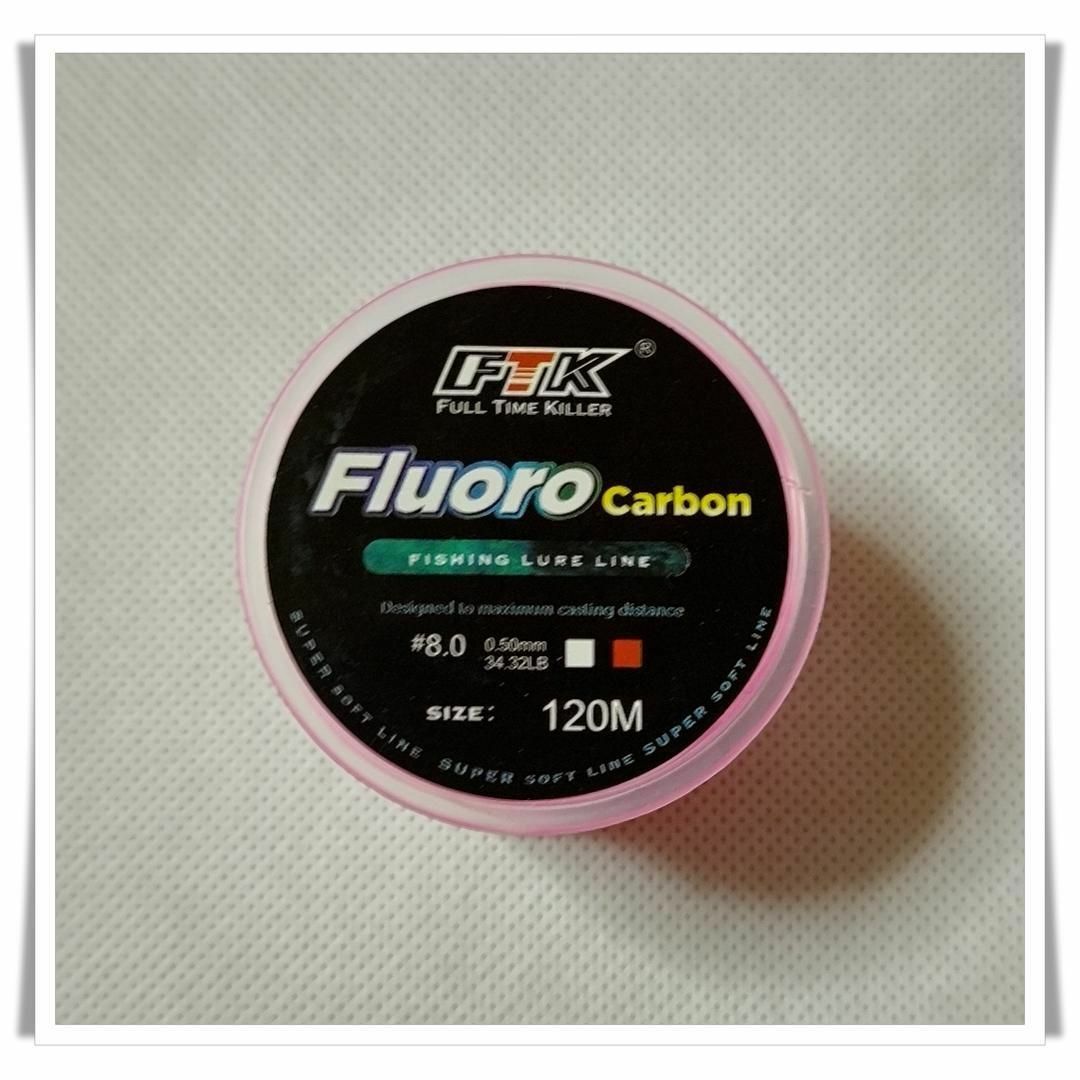 FTK®
FULL TIME KILLER
Fluoro Carbon
FISHING LURE LINE
Designed to maximum casting distance
#8.0 0.50mm
34.32LB
SIZE: 120M
SUPER SOFT LINE SUPER SOFT LINE SUPER SOFT LINE